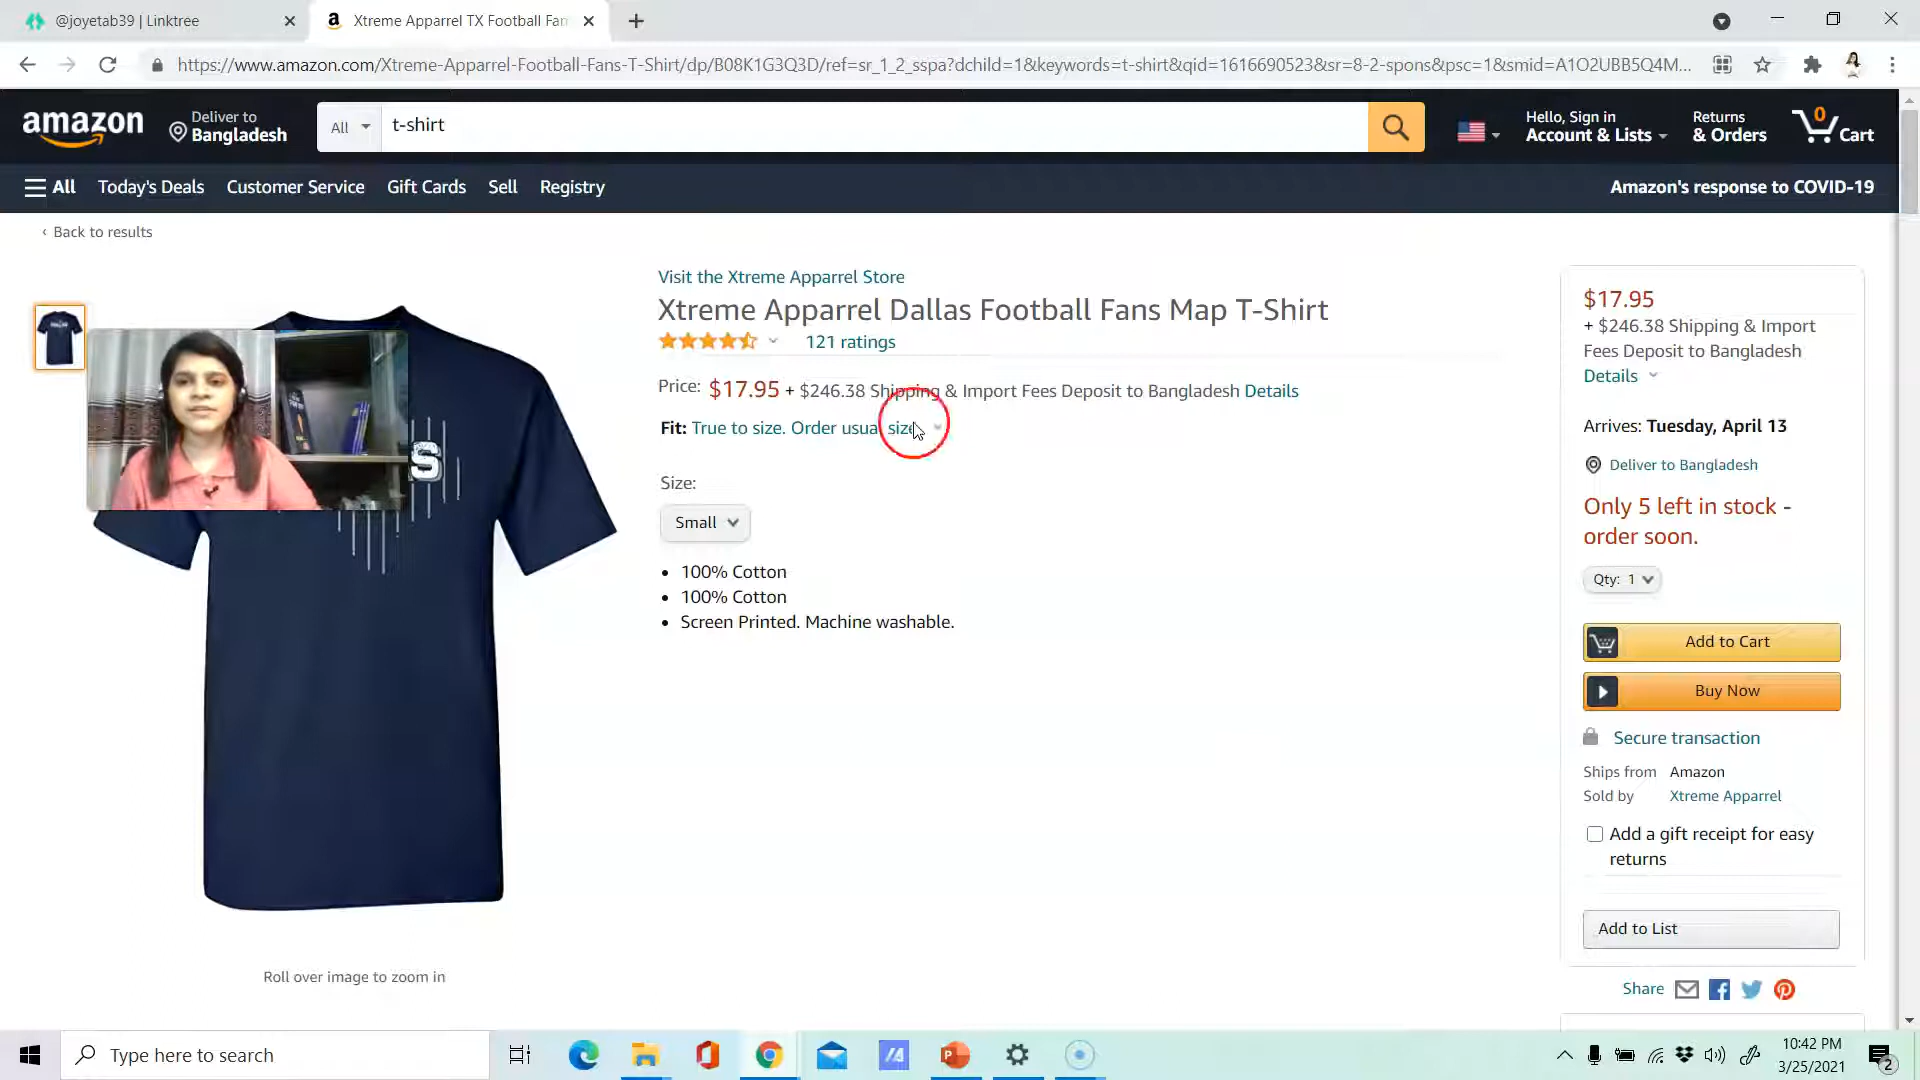 @joyetab39 | Linktree
Xtreme Apparrel TX Football Fan
https://www.amazon.com/Xtreme-Apparrel-Football-Fans-T-Shirt/dp/B08K1G3Q3D/ref=sr_1_2_sspa?dchild=1&keywords=t-shirt&qid=1616690523&sr=8-2-spons&psc=1&smid=A1O2UBB5Q4M...
amazon
Deliver to
Bangladesh
All
t-shirt
Hello, Sign in
Account & Lists
Returns
& Orders
0
Cart
All Today's Deals Customer Service Gift Cards Sell Registry
Amazon's response to COVID-19
‹ Back to results
Visit the Xtreme Apparrel Store
Xtreme Apparrel Dallas Football Fans Map T-Shirt
121 ratings
Price: $17.95 + $246.38 Shipping & Import Fees Deposit to Bangladesh Details
Fit: True to size. Order usual size.
Size:
Small
• 100% Cotton
• 100% Cotton
• Screen Printed. Machine washable.
S
Roll over image to zoom in
$17.95
+ $246.38 Shipping & Import
Fees Deposit to Bangladesh
Details
Arrives: Tuesday, April 13
Deliver to Bangladesh
Only 5 left in stock -
order soon.
Qty: 1
Add to Cart
Buy Now
Secure transaction
Ships from Amazon
Sold by Xtreme Apparrel
Add a gift receipt for easy
returns
Add to List
Share
Type here to search
10:42 PM
3/25/2021
2